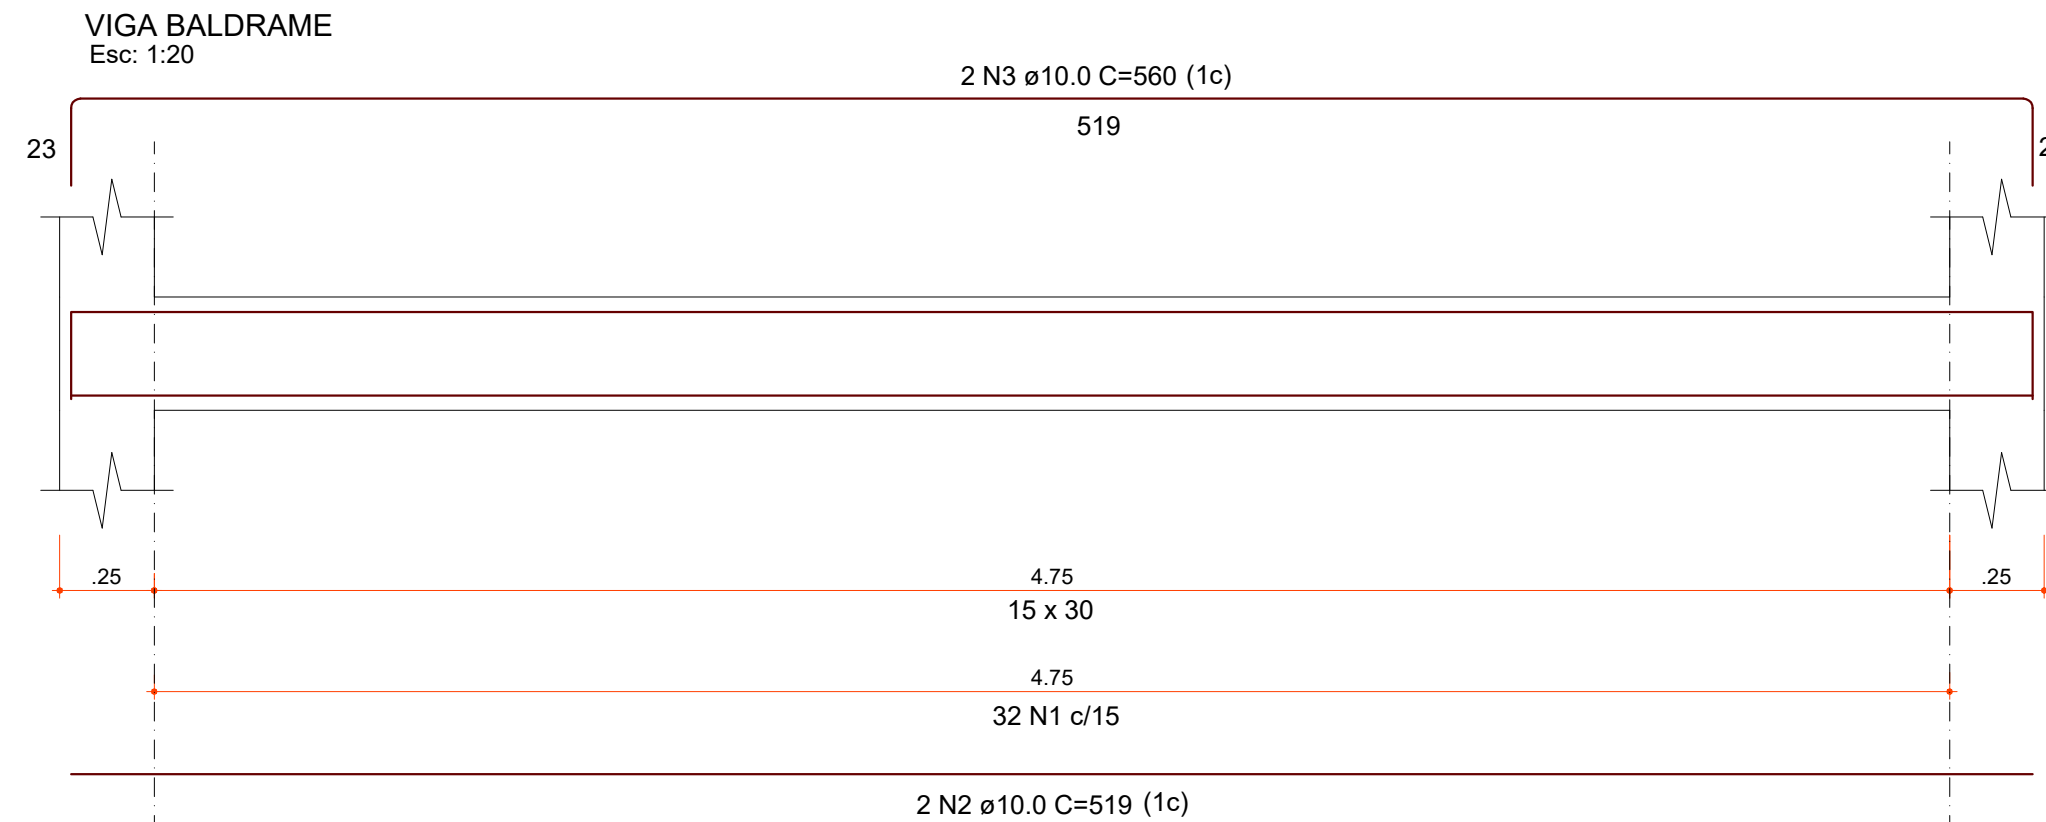 VIGA BALDRAME
Esc: 1:20
2 N3 ø10.0 C=560 (1c)
519
23
.25
4.75
.25
15 x 30
4.75
32 N1 c/15
2 N2 ø10.0 C=519 (1c)